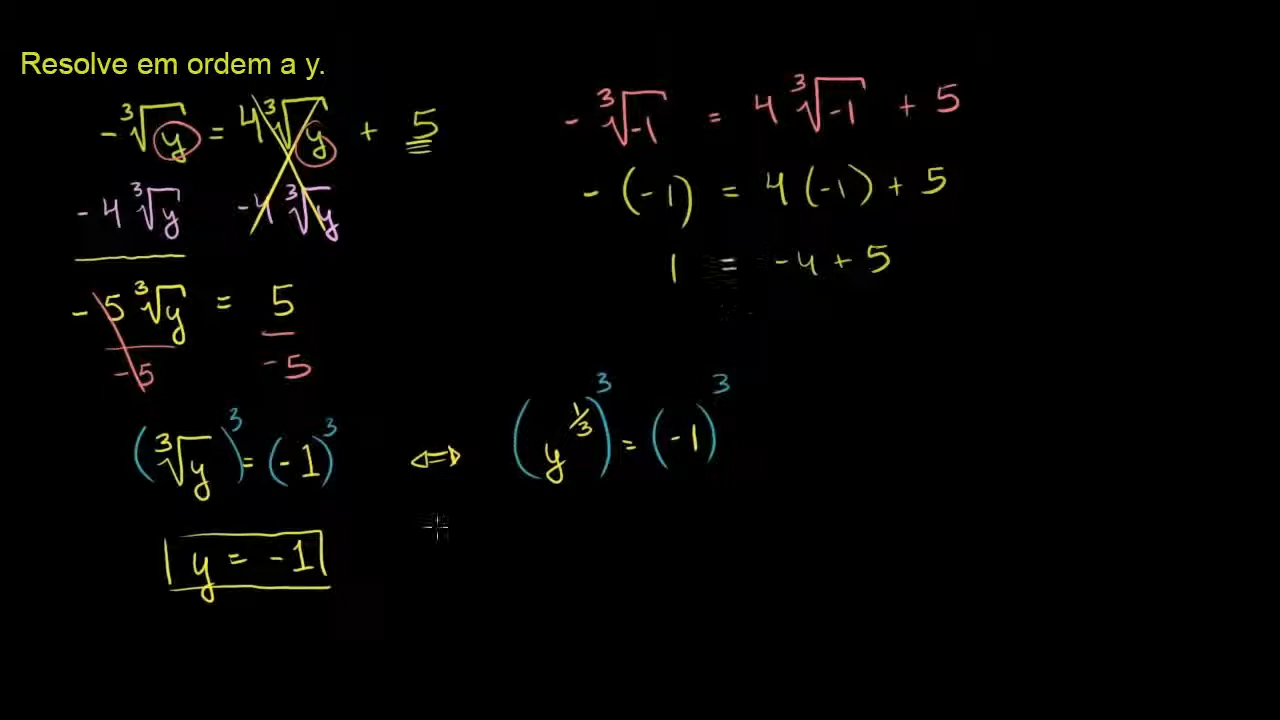 Resolve em ordem a y.
-∛y = 4∛y + 5
-4∛y -4∛y
-5∛y = 5
-5 -5
(∛y)³ = (-1)³ ⇔ (y^1/3)³ = (-1)³
y = -1
-∛-1 = 4∛-1 + 5
-(-1) = 4(-1) + 5
1 = -4 + 5